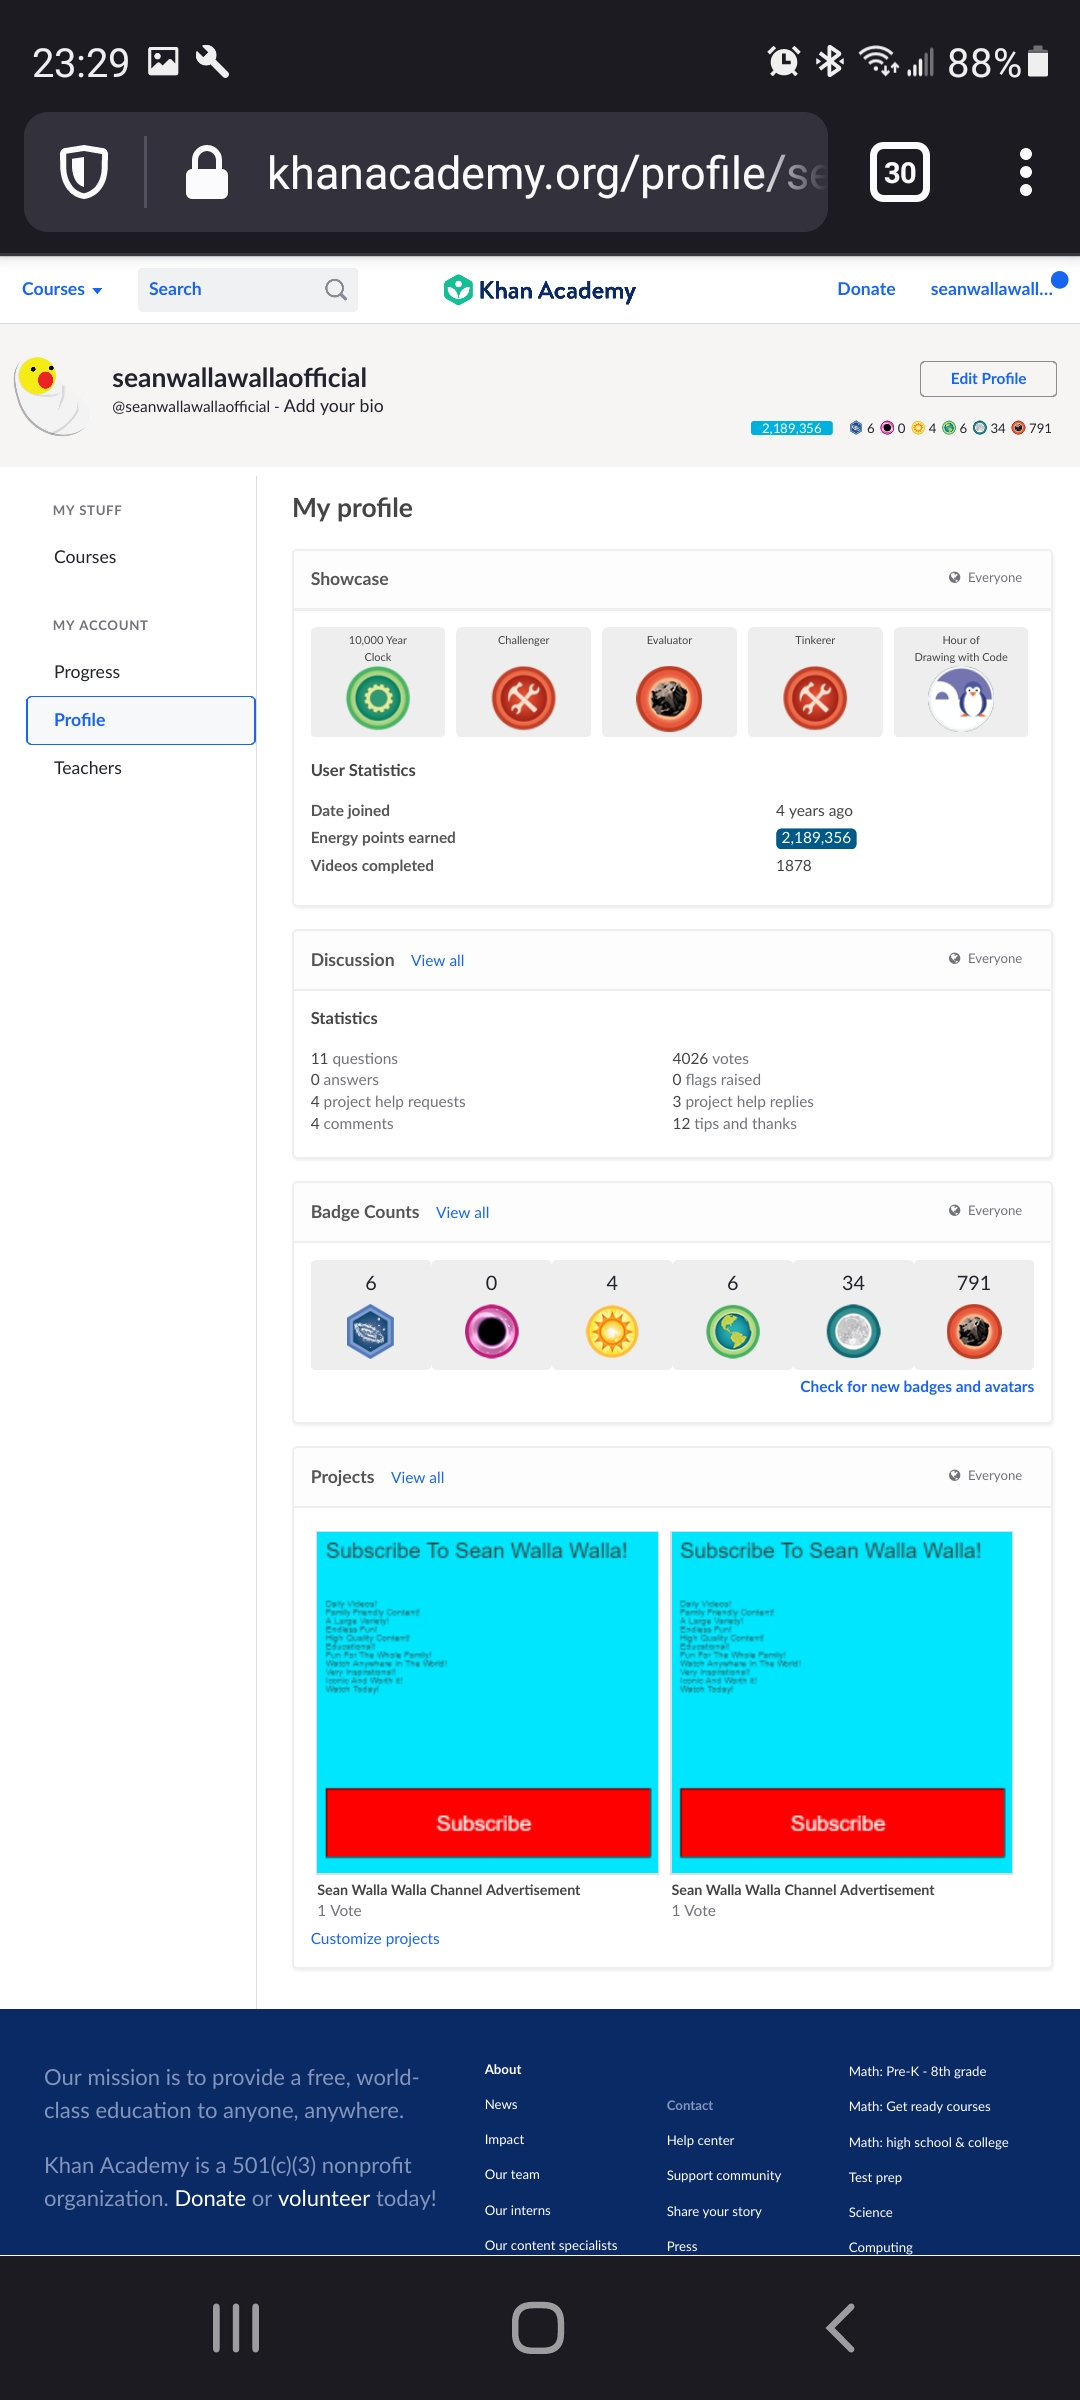 23:29
88%
khanacademy.org/profile/se
30
Courses
Search
Khan Academy
Donate
seanwallawall...
seanwallawallaofficial
@seanwallawallaofficial - Add your bio
Edit Profile
2,189,356 6 0 4 6 34 791
MY STUFF
Courses
MY ACCOUNT
Progress
Profile
Teachers
My profile
Showcase
Everyone
10,000 Year
Clock
Challenger
Evaluator
Tinkerer
Hour of
Drawing with Code
User Statistics
Date joined 4 years ago
Energy points earned 2,189,356
Videos completed 1878
Discussion View all
Everyone
Statistics
11 questions
0 answers
4 project help requests
4 comments
4026 votes
0 flags raised
3 project help replies
12 tips and thanks
Badge Counts View all
Everyone
6 0 4 6 34 791
Check for new badges and avatars
Projects View all
Everyone
Subscribe To Sean Walla Walla!
Daily Videos!
Family Friendly Content!
A Large Variety!
Endless Fun!
High Quality Content!
Educational!
Fun For The Whole Family!
Watch Anywhere In The World!
Very Inspirational!
Iconic And Worth It!
Watch Today!
Subscribe
Sean Walla Walla Channel Advertisement
1 Vote
Subscribe To Sean Walla Walla!
Daily Videos!
Family Friendly Content!
A Large Variety!
Endless Fun!
High Quality Content!
Educational!
Fun For The Whole Family!
Watch Anywhere In The World!
Very Inspirational!
Iconic And Worth It!
Watch Today!
Subscribe
Sean Walla Walla Channel Advertisement
1 Vote
Customize projects
Our mission is to provide a free, world-
class education to anyone, anywhere.
Khan Academy is a 501(c)(3) nonprofit
organization. Donate or volunteer today!
About
News
Impact
Our team
Our interns
Our content specialists
Contact
Help center
Support community
Share your story
Press
Math: Pre-K - 8th grade
Math: Get ready courses
Math: high school & college
Test prep
Science
Computing